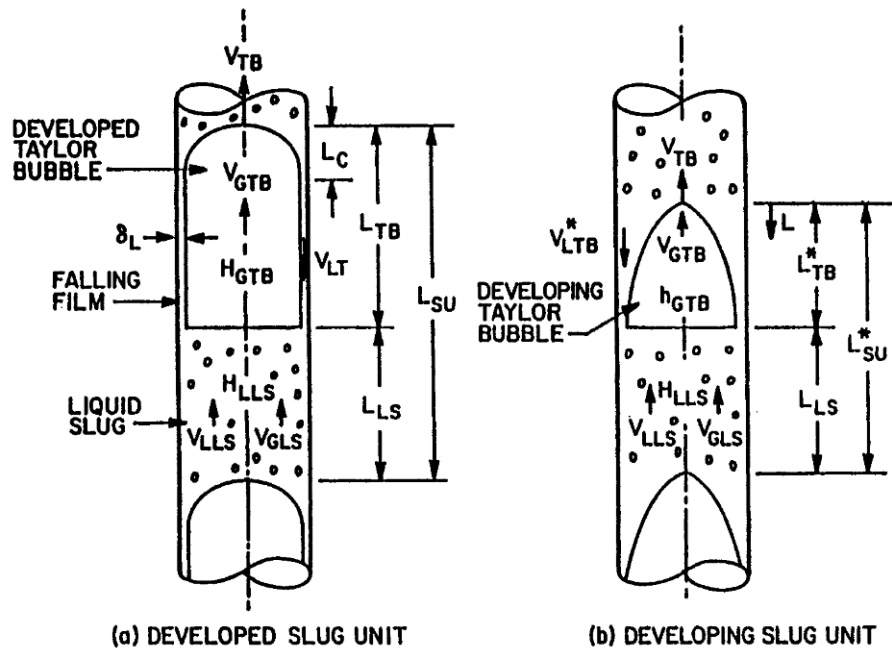 V_TB
DEVELOPED
TAYLOR
BUBBLE
V_GTB
L_C
L_TB
δ_L
H_GTB
V_LT
FALLING
FILM
L_SU
H_LLS
LIQUID
SLUG
L_LS
V_LLS
V_GLS
(a) DEVELOPED SLUG UNIT
V_TB
V*_LTB
V_GTB
L
L*_TB
DEVELOPING
TAYLOR
BUBBLE
h_GTB
L*_SU
H_LLS
L_LS
V_LLS
V_GLS
(b) DEVELOPING SLUG UNIT